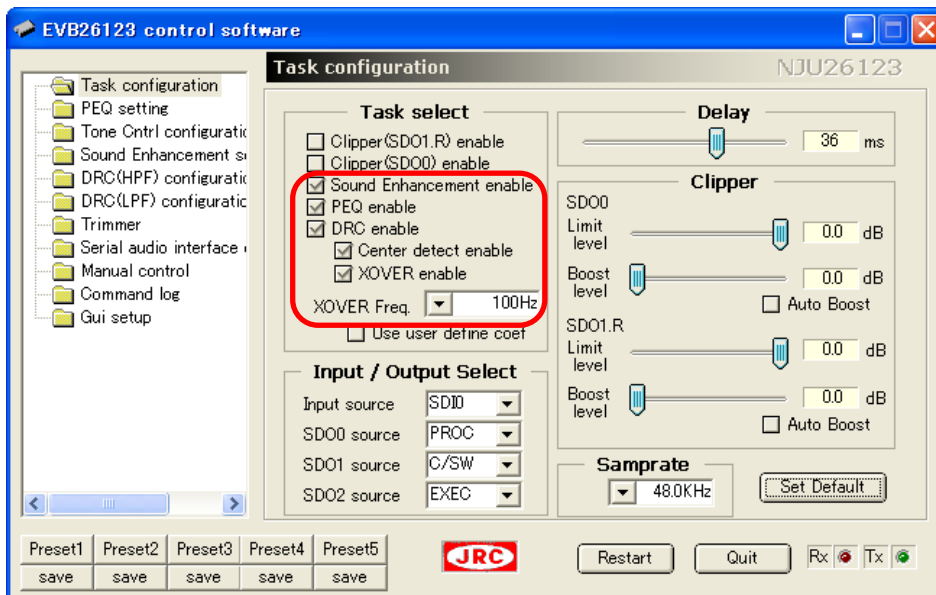 EVB26123 control software
Task configuration
NJU26123
Task configuration
PEQ setting
Tone Cntrl configuratic
Sound Enhancement s
DRC(HPF) configuratic
DRC(LPF) configuratic
Trimmer
Serial audio interface
Manual control
Command log
Gui setup
Task select
Clipper(SDO1.R) enable
Clipper(SDO0) enable
Sound Enhancement enable
PEQ enable
DRC enable
Center detect enable
XOVER enable
XOVER Freq. 100Hz
Use user define coef
Input / Output Select
Input source SDI0
SDO0 source PROC
SDO1 source C/SW
SDO2 source EXEC
Delay
36 ms
Clipper
SDO0
Limit level 0.0 dB
Boost level 0.0 dB
Auto Boost
SDO1.R
Limit level 0.0 dB
Boost level 0.0 dB
Auto Boost
Samprate
48.0KHz
Set Default
Preset1 Preset2 Preset3 Preset4 Preset5
save save save save save
JRC
Restart
Quit
Rx Tx